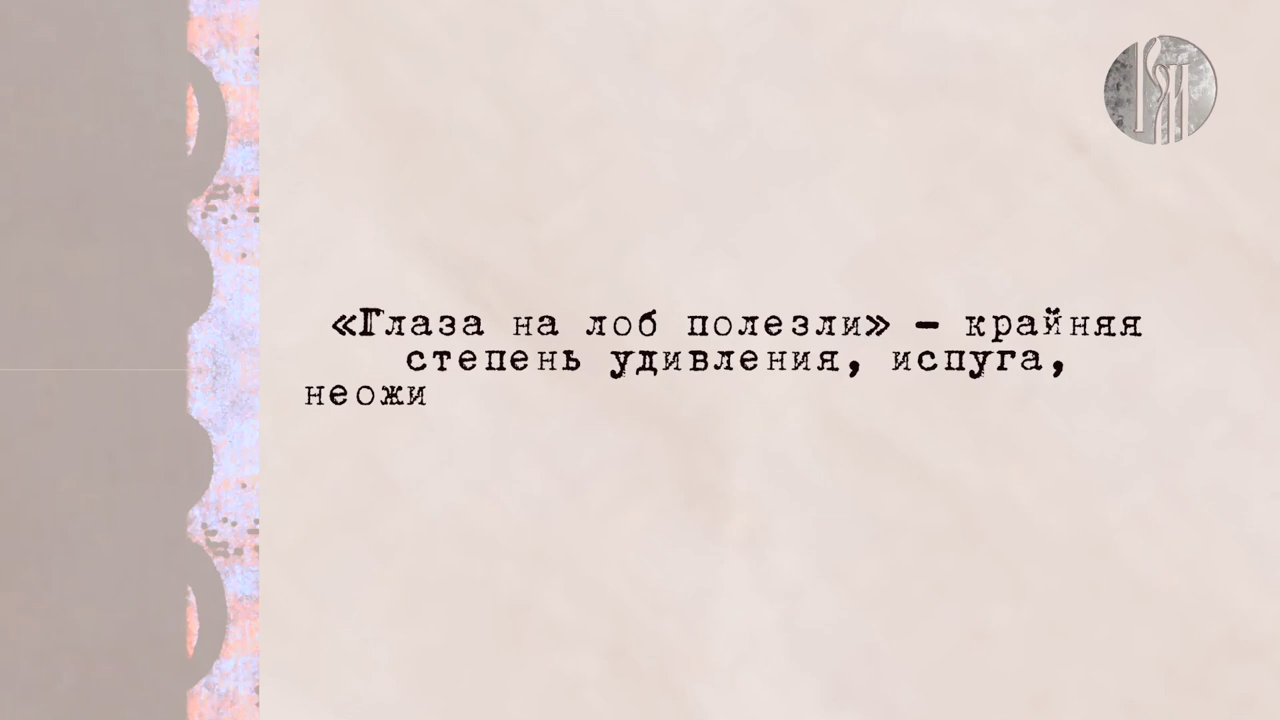 «Глаза на лоб полезли» – крайняя
степень удивления, испуга,
неожи